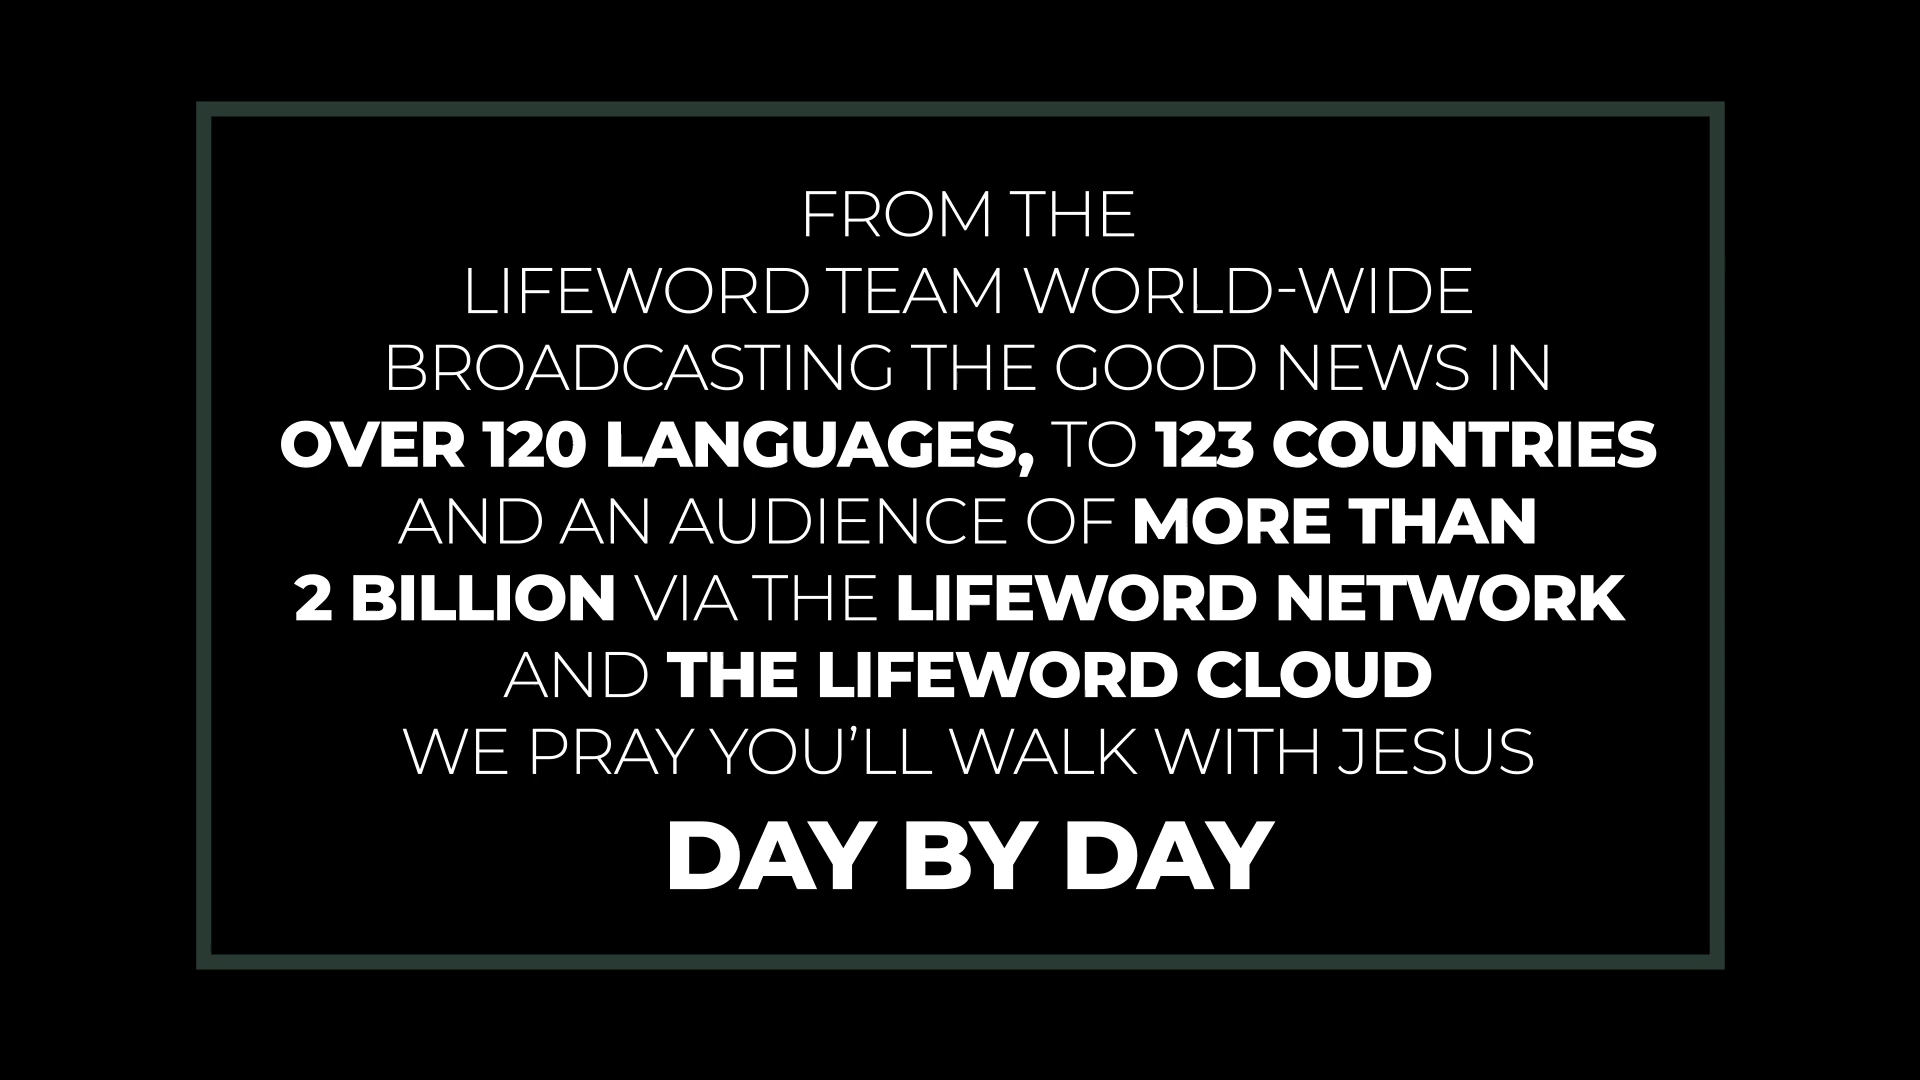 FROM THE
LIFEWORD TEAM WORLD-WIDE
BROADCASTING THE GOOD NEWS IN
OVER 120 LANGUAGES, TO 123 COUNTRIES
AND AN AUDIENCE OF MORE THAN
2 BILLION VIA THE LIFEWORD NETWORK
AND THE LIFEWORD CLOUD
WE PRAY YOU’LL WALK WITH JESUS
DAY BY DAY